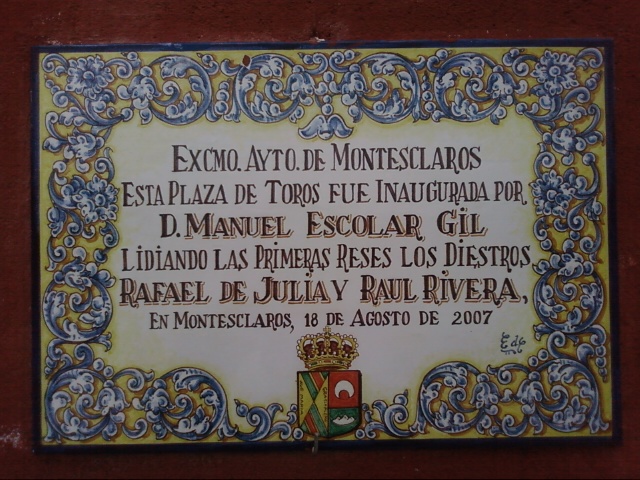 EXCMO. AYTO. DE MONTESCLAROS
ESTA PLAZA DE TOROS FUE INAUGURADA POR
D. MANUEL ESCOLAR GIL
LIDIANDO LAS PRIMERAS RESES LOS DIESTROS
RAFAEL DE JULIA Y RAUL RIVERA,
EN MONTESCLAROS, 18 DE AGOSTO DE 2007